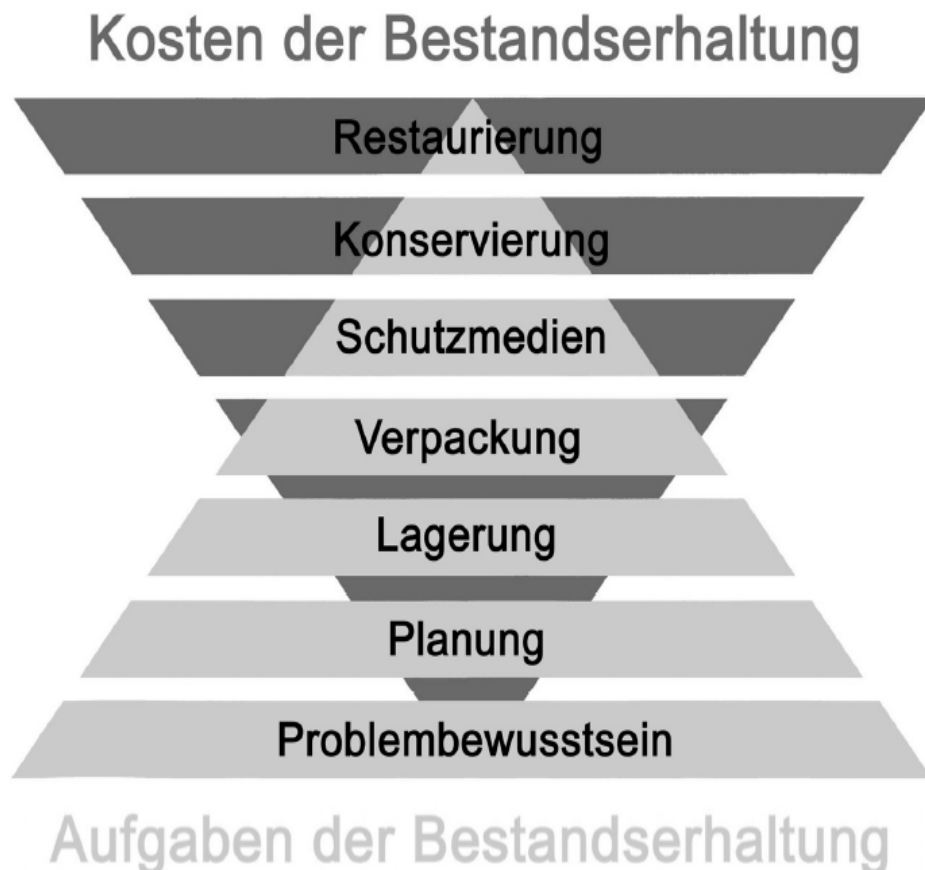 Kosten der Bestandserhaltung
Restaurierung
Konservierung
Schutzmedien
Verpackung
Lagerung
Planung
Problembewusstsein
Aufgaben der Bestandserhaltung